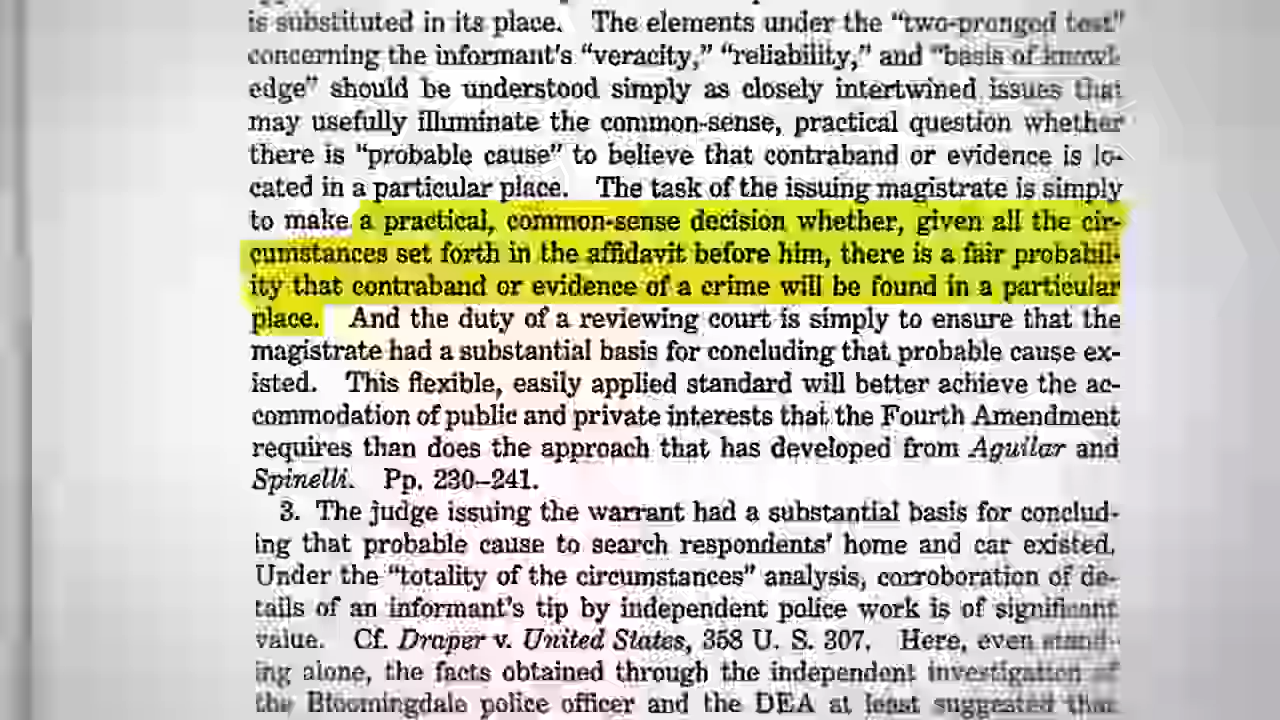 is substituted in its place. The elements under the “two-pronged test”
concerning the informant’s “veracity,” “reliability,” and “basis of knowl-
edge” should be understood simply as closely intertwined issues that
may usefully illuminate the common-sense, practical question whether
there is “probable cause” to believe that contraband or evidence is lo-
cated in a particular place. The task of the issuing magistrate is simply
to make a practical, common-sense decision whether, given all the cir-
cumstances set forth in the affidavit before him, there is a fair probabil-
ity that contraband or evidence of a crime will be found in a particular
place. And the duty of a reviewing court is simply to ensure that the
magistrate had a substantial basis for concluding that probable cause ex-
isted. This flexible, easily applied standard will better achieve the ac-
commodation of public and private interests that the Fourth Amendment
requires than does the approach that has developed from Aguilar and
Spinelli. Pp. 230–241.
3. The judge issuing the warrant had a substantial basis for conclud-
ing that probable cause to search respondents’ home and car existed.
Under the “totality of the circumstances” analysis, corroboration of de-
tails of an informant’s tip by independent police work is of significant
value. Cf. Draper v. United States, 358 U. S. 307. Here, even stand-
ing alone, the facts obtained through the independent investigation of
the Bloomingdale police officer and the DEA at least suggested that